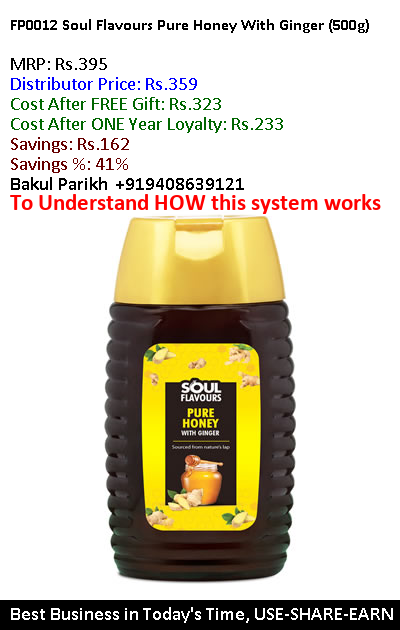 FP0012 Soul Flavours Pure Honey With Ginger (500g)
MRP: Rs.395
Distributor Price: Rs.359
Cost After FREE Gift: Rs.323
Cost After ONE Year Loyalty: Rs.233
Savings: Rs.162
Savings %: 41%
Bakul Parikh +919408639121
To Understand HOW this system works
SOUL
FLAVOURS
PURE
HONEY
WITH GINGER
Sourced from nature's lap
Best Business in Today's Time, USE-SHARE-EARN